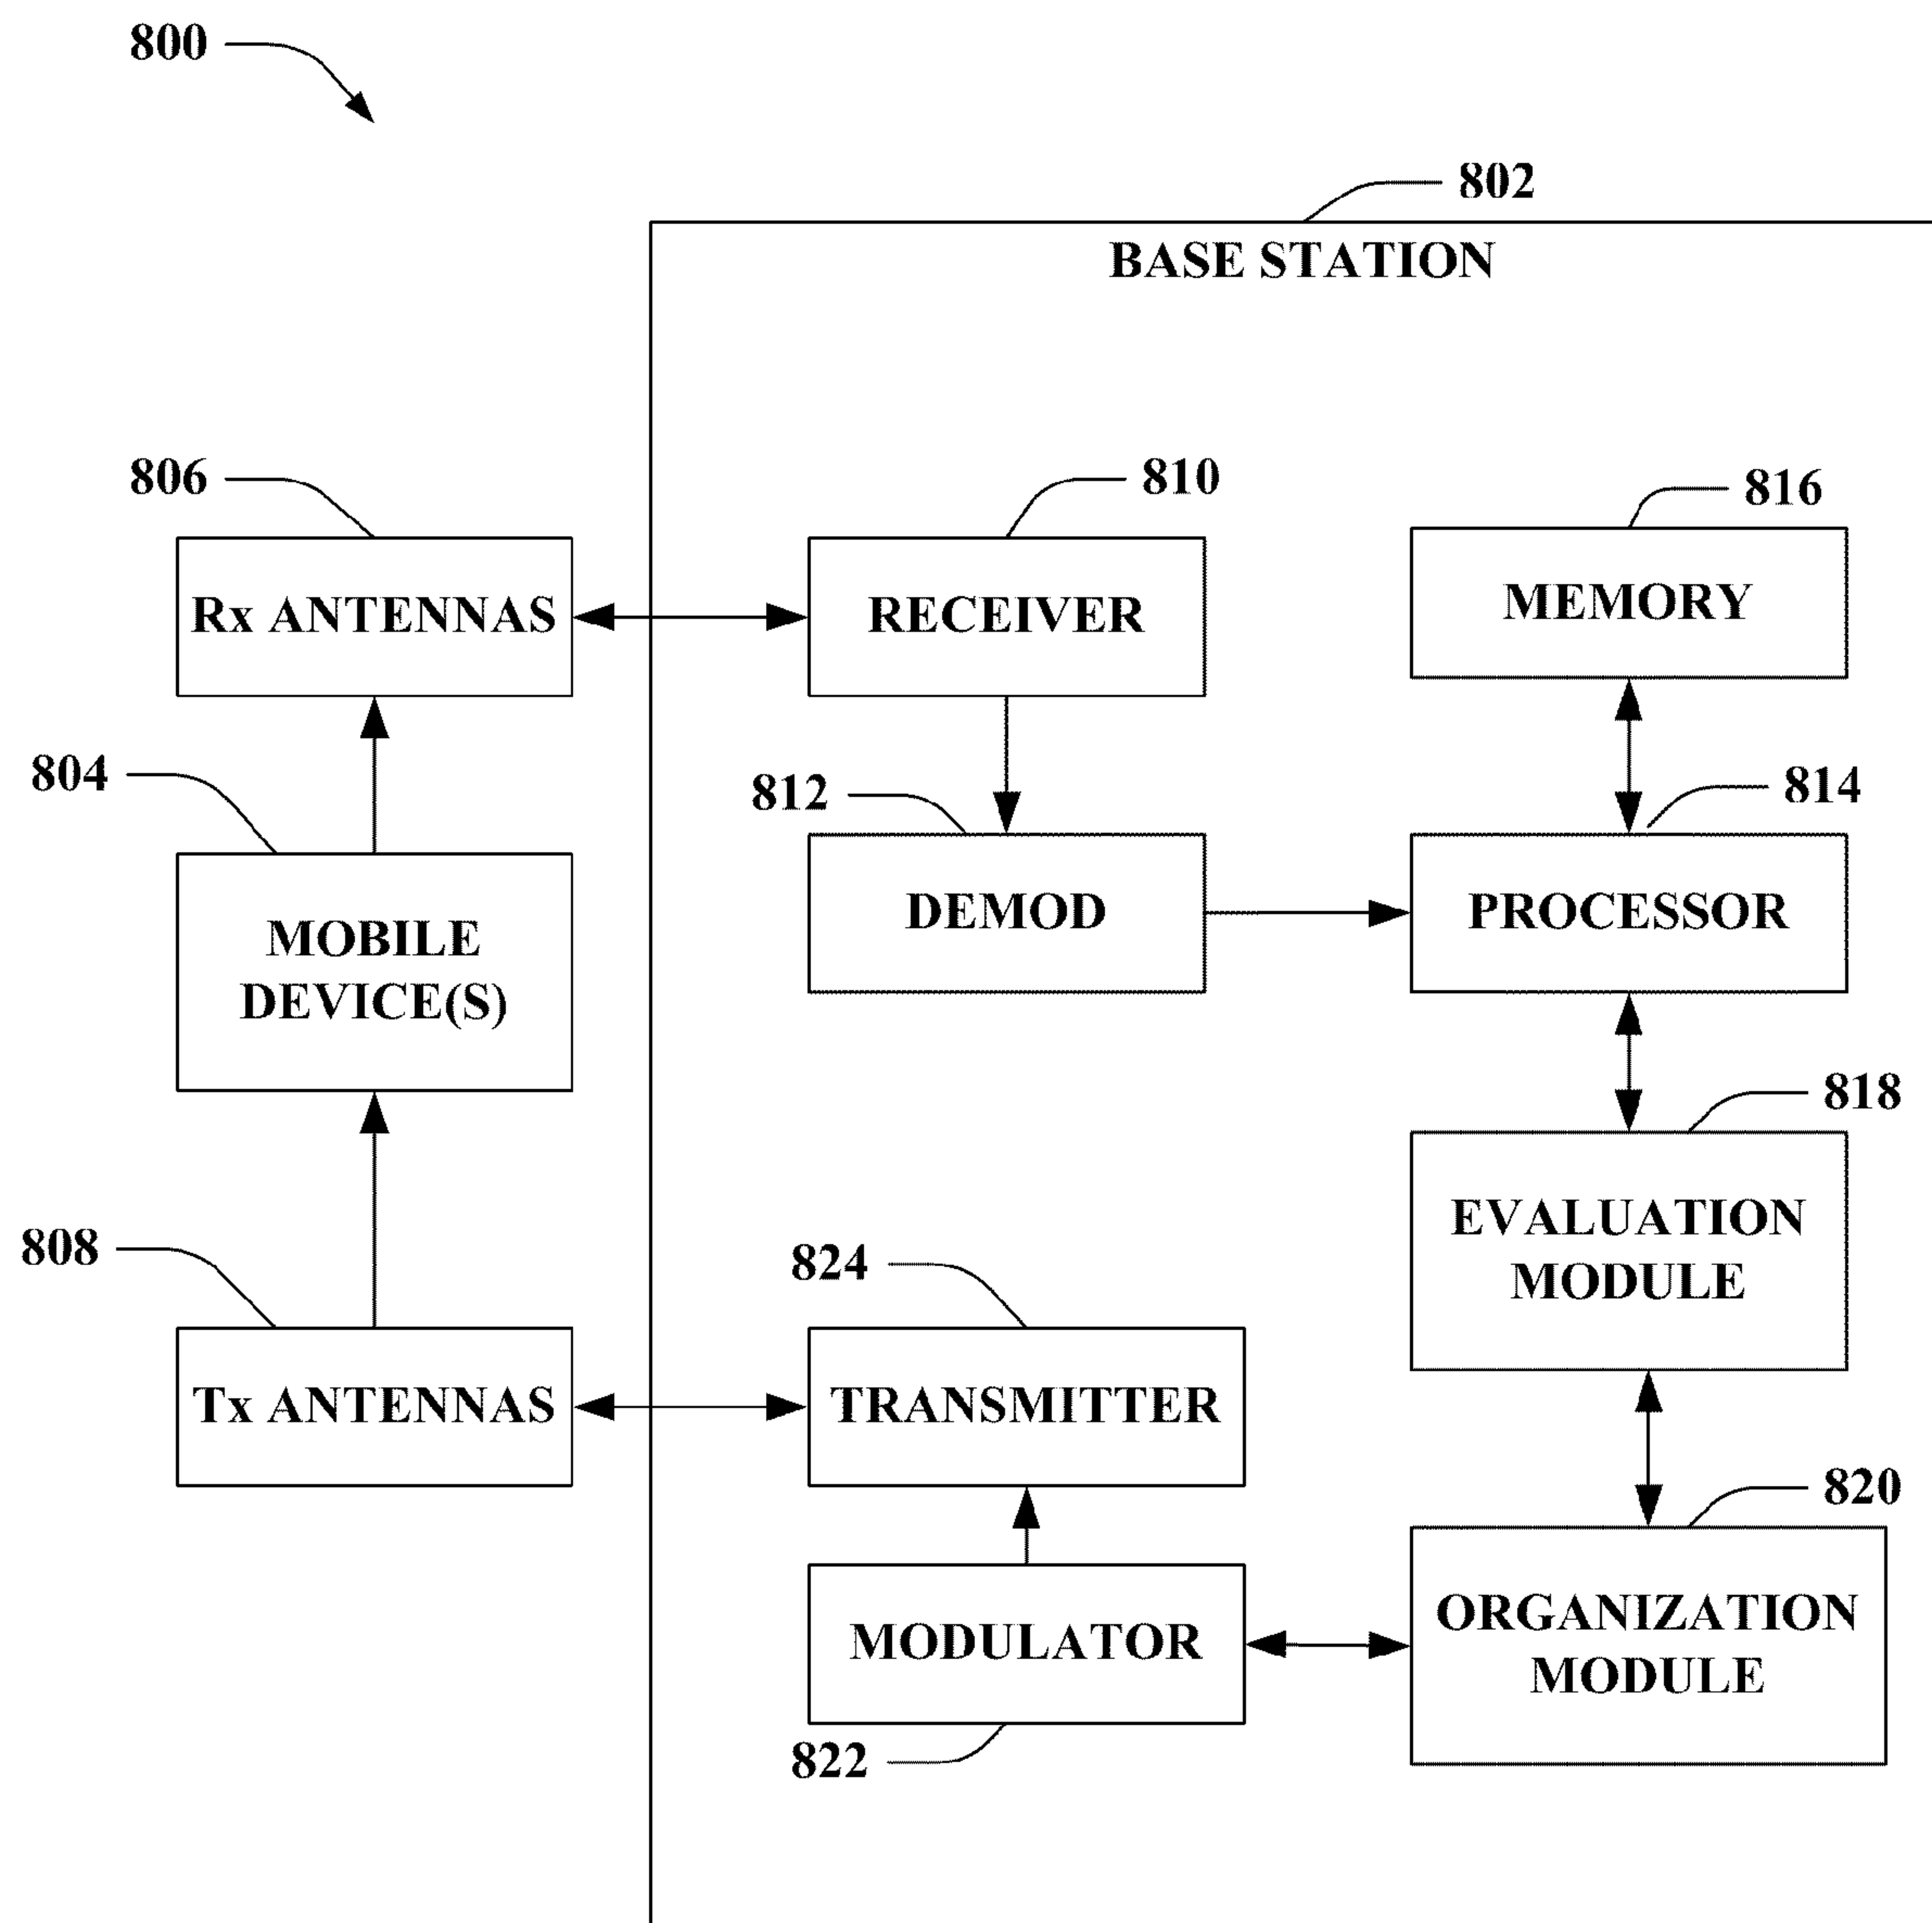 800
802
BASE STATION
806
810
816
Rx ANTENNAS
RECEIVER
MEMORY
804
812
814
MOBILE
DEVICE(S)
DEMOD
PROCESSOR
818
808
824
EVALUATION
MODULE
Tx ANTENNAS
TRANSMITTER
820
MODULATOR
ORGANIZATION
MODULE
822